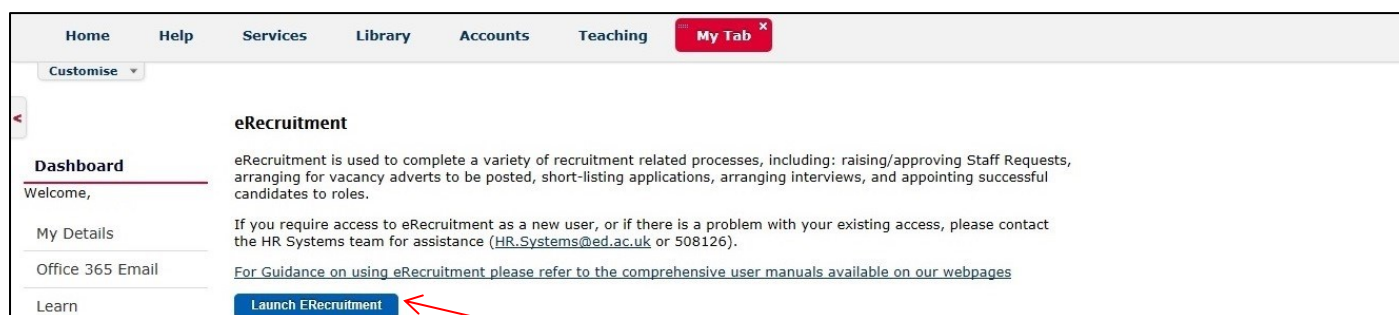 Home Help Services Library Accounts Teaching My Tab x
Customise
<
eRecruitment
Dashboard
Welcome,
My Details
Office 365 Email
Learn
eRecruitment is used to complete a variety of recruitment related processes, including: raising/approving Staff Requests,
arranging for vacancy adverts to be posted, short-listing applications, arranging interviews, and appointing successful
candidates to roles.
If you require access to eRecruitment as a new user, or if there is a problem with your existing access, please contact
the HR Systems team for assistance (HR.Systems@ed.ac.uk or 508126).
For Guidance on using eRecruitment please refer to the comprehensive user manuals available on our webpages
Launch ERecruitment